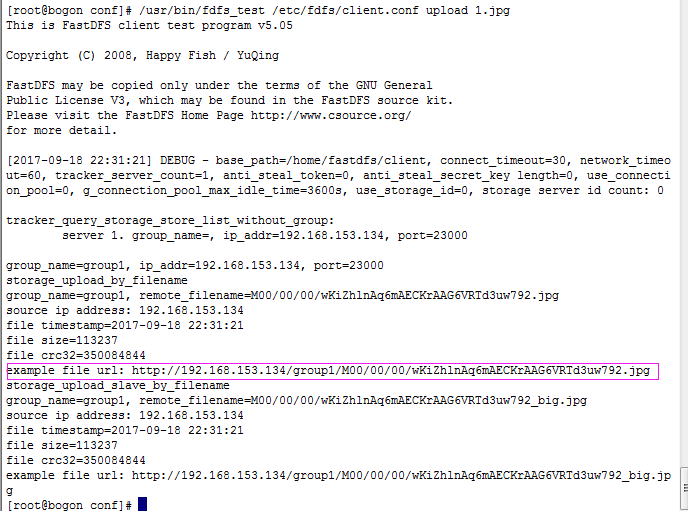 [root@bogon conf]# /usr/bin/fdfs_test /etc/fdfs/client.conf upload 1.jpg
This is FastDFS client test program v5.05
Copyright (C) 2008, Happy Fish / YuQing
FastDFS may be copied only under the terms of the GNU General
Public License V3, which may be found in the FastDFS source kit.
Please visit the FastDFS Home Page http://www.csource.org/
for more detail.
[2017-09-18 22:31:21] DEBUG - base_path=/home/fastdfs/client, connect_timeout=30, network_timeo
ut=60, tracker_server_count=1, anti_steal_token=0, anti_steal_secret_key length=0, use_connecti
on_pool=0, g_connection_pool_max_idle_time=3600s, use_storage_id=0, storage server id count: 0
tracker_query_storage_store_list_without_group:
server 1. group_name=, ip_addr=192.168.153.134, port=23000
group_name=group1, ip_addr=192.168.153.134, port=23000
storage_upload_by_filename
group_name=group1, remote_filename=M00/00/00/wKiZhlnAq6mAECKrAAG6VRTd3uw792.jpg
source ip address: 192.168.153.134
file timestamp=2017-09-18 22:31:21
file size=113237
file crc32=350084844
example file url: http://192.168.153.134/group1/M00/00/00/wKiZhlnAq6mAECKrAAG6VRTd3uw792.jpg
storage_upload_slave_by_filename
group_name=group1, remote_filename=M00/00/00/wKiZhlnAq6mAECKrAAG6VRTd3uw792_big.jpg
source ip address: 192.168.153.134
file timestamp=2017-09-18 22:31:21
file size=113237
file crc32=350084844
example file url: http://192.168.153.134/group1/M00/00/00/wKiZhlnAq6mAECKrAAG6VRTd3uw792_big.jp
g
[root@bogon conf]#